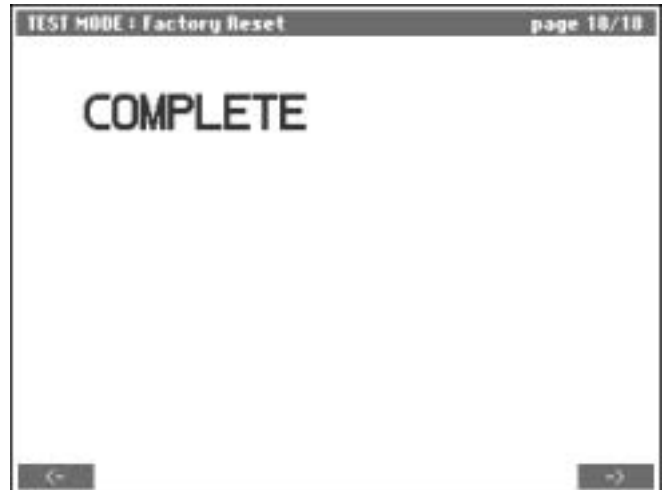 TEST MODE : Factory Reset page 18/18
COMPLETE
<- ->